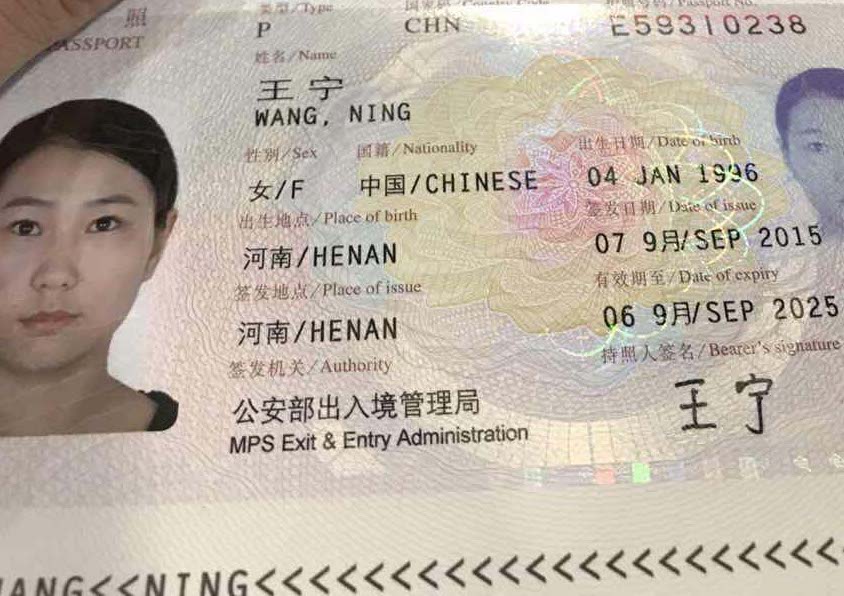 照 类型/Type 国家码/Country Code 护照号码/Passport No.
PASSPORT P CHN E59310238
姓名/Name
王宁
WANG, NING
性别/Sex 国籍/Nationality 出生日期/Date of birth
女/F 中国/CHINESE 04 JAN 1996
出生地点/Place of birth 签发日期/Date of issue
河南/HENAN 07 9月/SEP 2015
签发地点/Place of issue 有效期至/Date of expiry
河南/HENAN 06 9月/SEP 2025
签发机关/Authority 持照人签名/Bearer's signature
公安部出入境管理局 王宁
MPS Exit & Entry Administration
WANG<<NING<<<<<<<<<<<<<<<<<<<<<<<